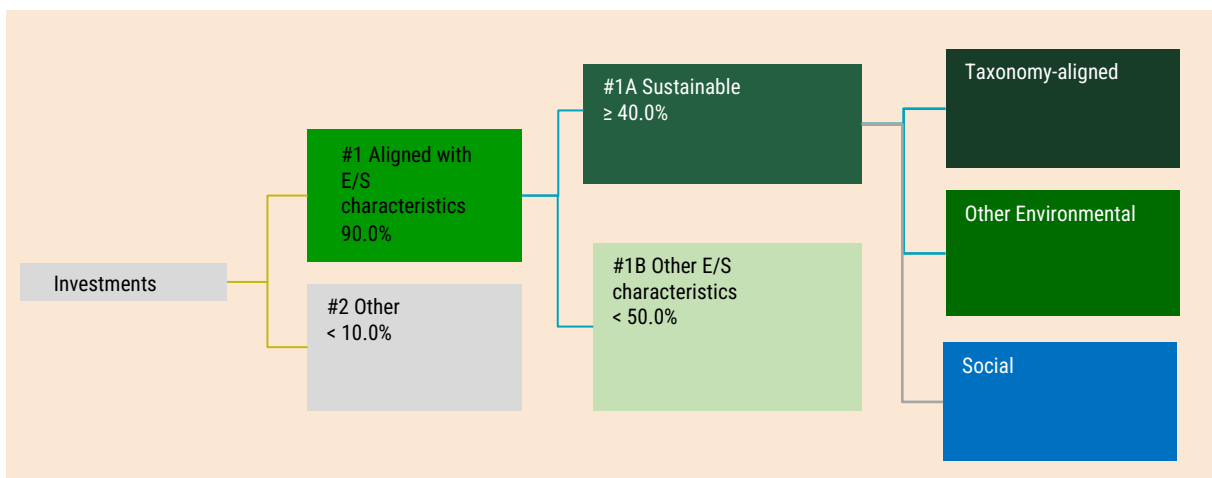 Investments
#1 Aligned with
E/S
characteristics
90.0%
#2 Other
< 10.0%
#1A Sustainable
≥ 40.0%
#1B Other E/S
characteristics
< 50.0%
Taxonomy-aligned
Other Environmental
Social